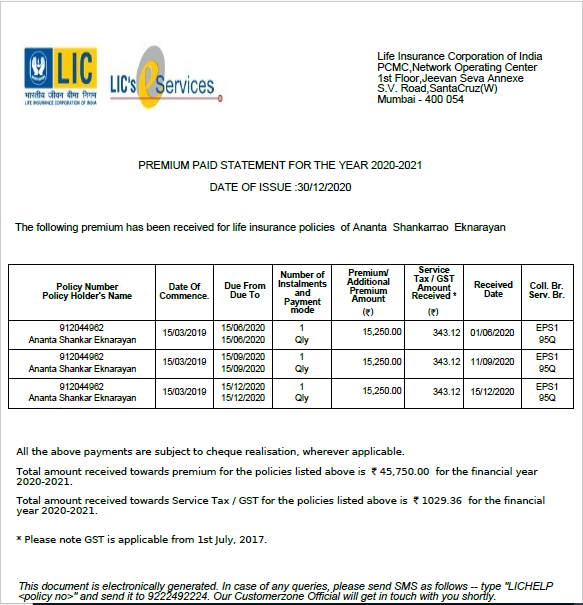 LIC
भारतीय जीवन बीमा निगम
LIFE INSURANCE CORPORATION OF INDIA
LIC's e Services
Life Insurance Corporation of India
PCMC,Network Operating Center
1st Floor,Jeevan Seva Annexe
S.V. Road,SantaCruz(W)
Mumbai - 400 054
PREMIUM PAID STATEMENT FOR THE YEAR 2020-2021
DATE OF ISSUE :30/12/2020
The following premium has been received for life insurance policies of Ananta Shankarrao Eknarayan
Policy Number
Policy Holder's Name
Date Of
Commence.
Due From
Due To
Number of
Instalments
and
Payment
mode
Premium/
Additional
Premium
Amount
(₹)
Service
Tax / GST
Amount
Received *
(₹)
Received
Date
Coll. Br.
Serv. Br.
912044962
Ananta Shankar Eknarayan
15/03/2019
15/06/2020
15/06/2020
1
Qly
15,250.00
343.12
01/06/2020
EPS1
95Q
912044962
Ananta Shankar Eknarayan
15/03/2019
15/09/2020
15/09/2020
1
Qly
15,250.00
343.12
11/09/2020
EPS1
95Q
912044962
Ananta Shankar Eknarayan
15/03/2019
15/12/2020
15/12/2020
1
Qly
15,250.00
343.12
15/12/2020
EPS1
95Q
All the above payments are subject to cheque realisation, wherever applicable.
Total amount received towards premium for the policies listed above is ₹ 45,750.00 for the financial year
2020-2021.
Total amount received towards Service Tax / GST for the policies listed above is ₹ 1029.36 for the financial
year 2020-2021.
* Please note GST is applicable from 1st July, 2017.
This document is electronically generated. In case of any queries, please send SMS as follows -- type "LICHELP
<policy no>" and send it to 9222492224. Our Customerzone Official will get in touch with you shortly.